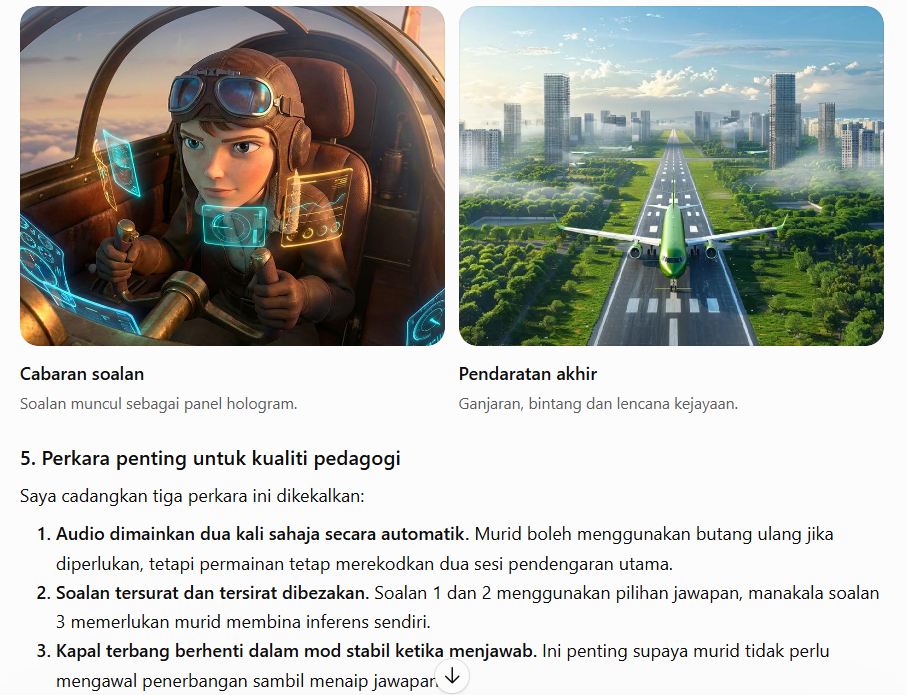 Cabaran soalan
Soalan muncul sebagai panel hologram.
Pendaratan akhir
Ganjaran, bintang dan lencana kejayaan.
5. Perkara penting untuk kualiti pedagogi
Saya cadangkan tiga perkara ini dikekalkan:
1. Audio dimainkan dua kali sahaja secara automatik. Murid boleh menggunakan butang ulang jika
diperlukan, tetapi permainan tetap merekodkan dua sesi pendengaran utama.
2. Soalan tersurat dan tersirat dibezakan. Soalan 1 dan 2 menggunakan pilihan jawapan, manakala soalan
3 memerlukan murid membina inferens sendiri.
3. Kapal terbang berhenti dalam mod stabil ketika menjawab. Ini penting supaya murid tidak perlu
mengawal penerbangan sambil menaip jawapan.